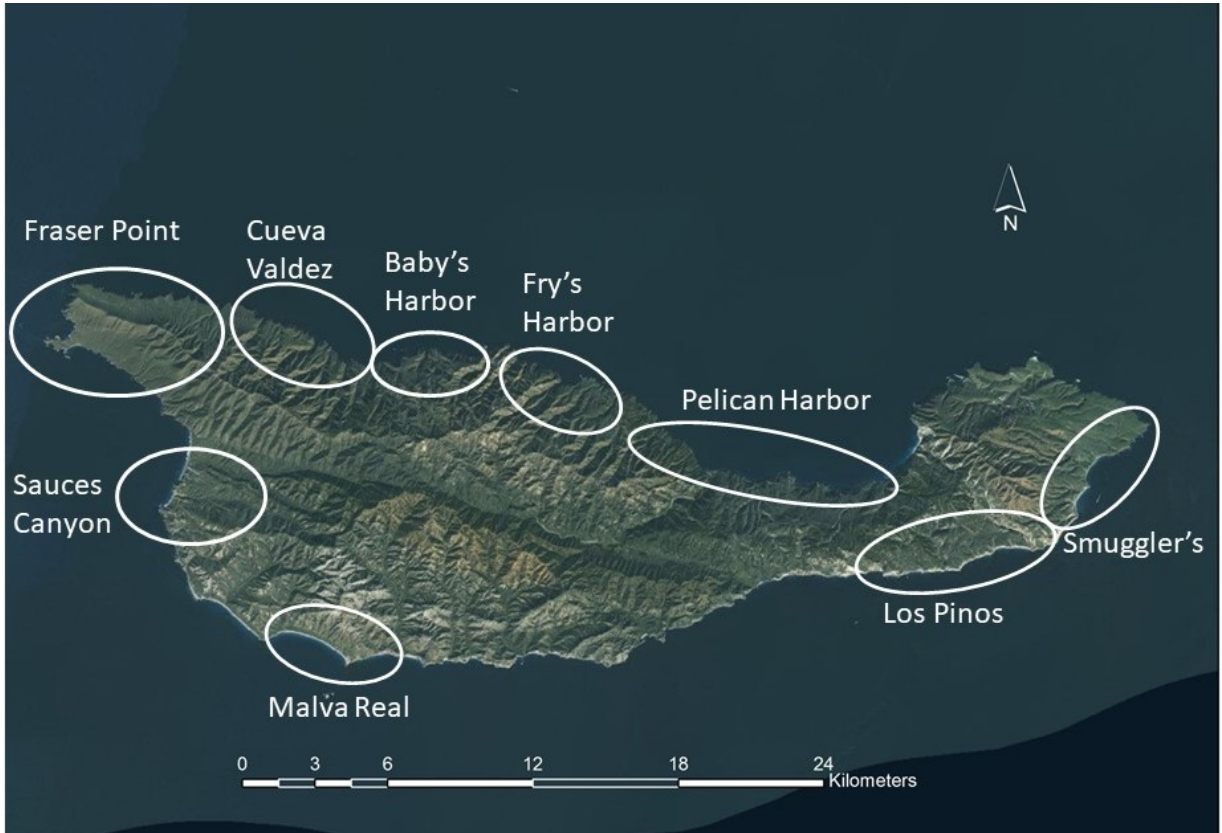 Fraser Point
Cueva
Valdez
Baby’s
Harbor
Fry’s
Harbor
N
Pelican Harbor
Sauces
Canyon
Smuggler’s
Los Pinos
Malva Real
0 3 6 12 18 24
Kilometers